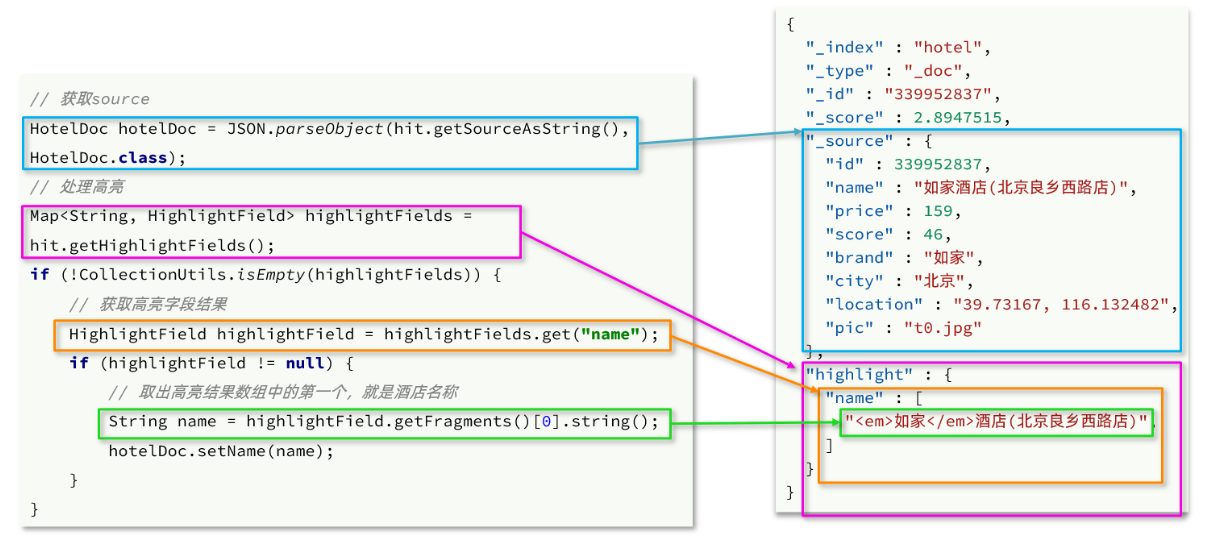 // 获取source
HotelDoc hotelDoc = JSON.parseObject(hit.getSourceAsString(),
HotelDoc.class);
// 处理高亮
Map<String, HighlightField> highlightFields =
hit.getHighlightFields();
if (!CollectionUtils.isEmpty(highlightFields)) {
    // 获取高亮字段结果
    HighlightField highlightField = highlightFields.get("name");
    if (highlightField != null) {
        // 取出高亮结果数组中的第一个，就是酒店名称
        String name = highlightField.getFragments()[0].string();
        hotelDoc.setName(name);
    }
}
{
  "_index" : "hotel",
  "_type" : "_doc",
  "_id" : "339952837",
  "_score" : 2.8947515,
  "_source" : {
    "id" : 339952837,
    "name" : "如家酒店(北京良乡西路店)",
    "price" : 159,
    "score" : 46,
    "brand" : "如家",
    "city" : "北京",
    "location" : "39.73167, 116.132482",
    "pic" : "t0.jpg"
  },
  "highlight" : {
    "name" : [
      "<em>如家</em>酒店(北京良乡西路店)",
    ]
  }
}